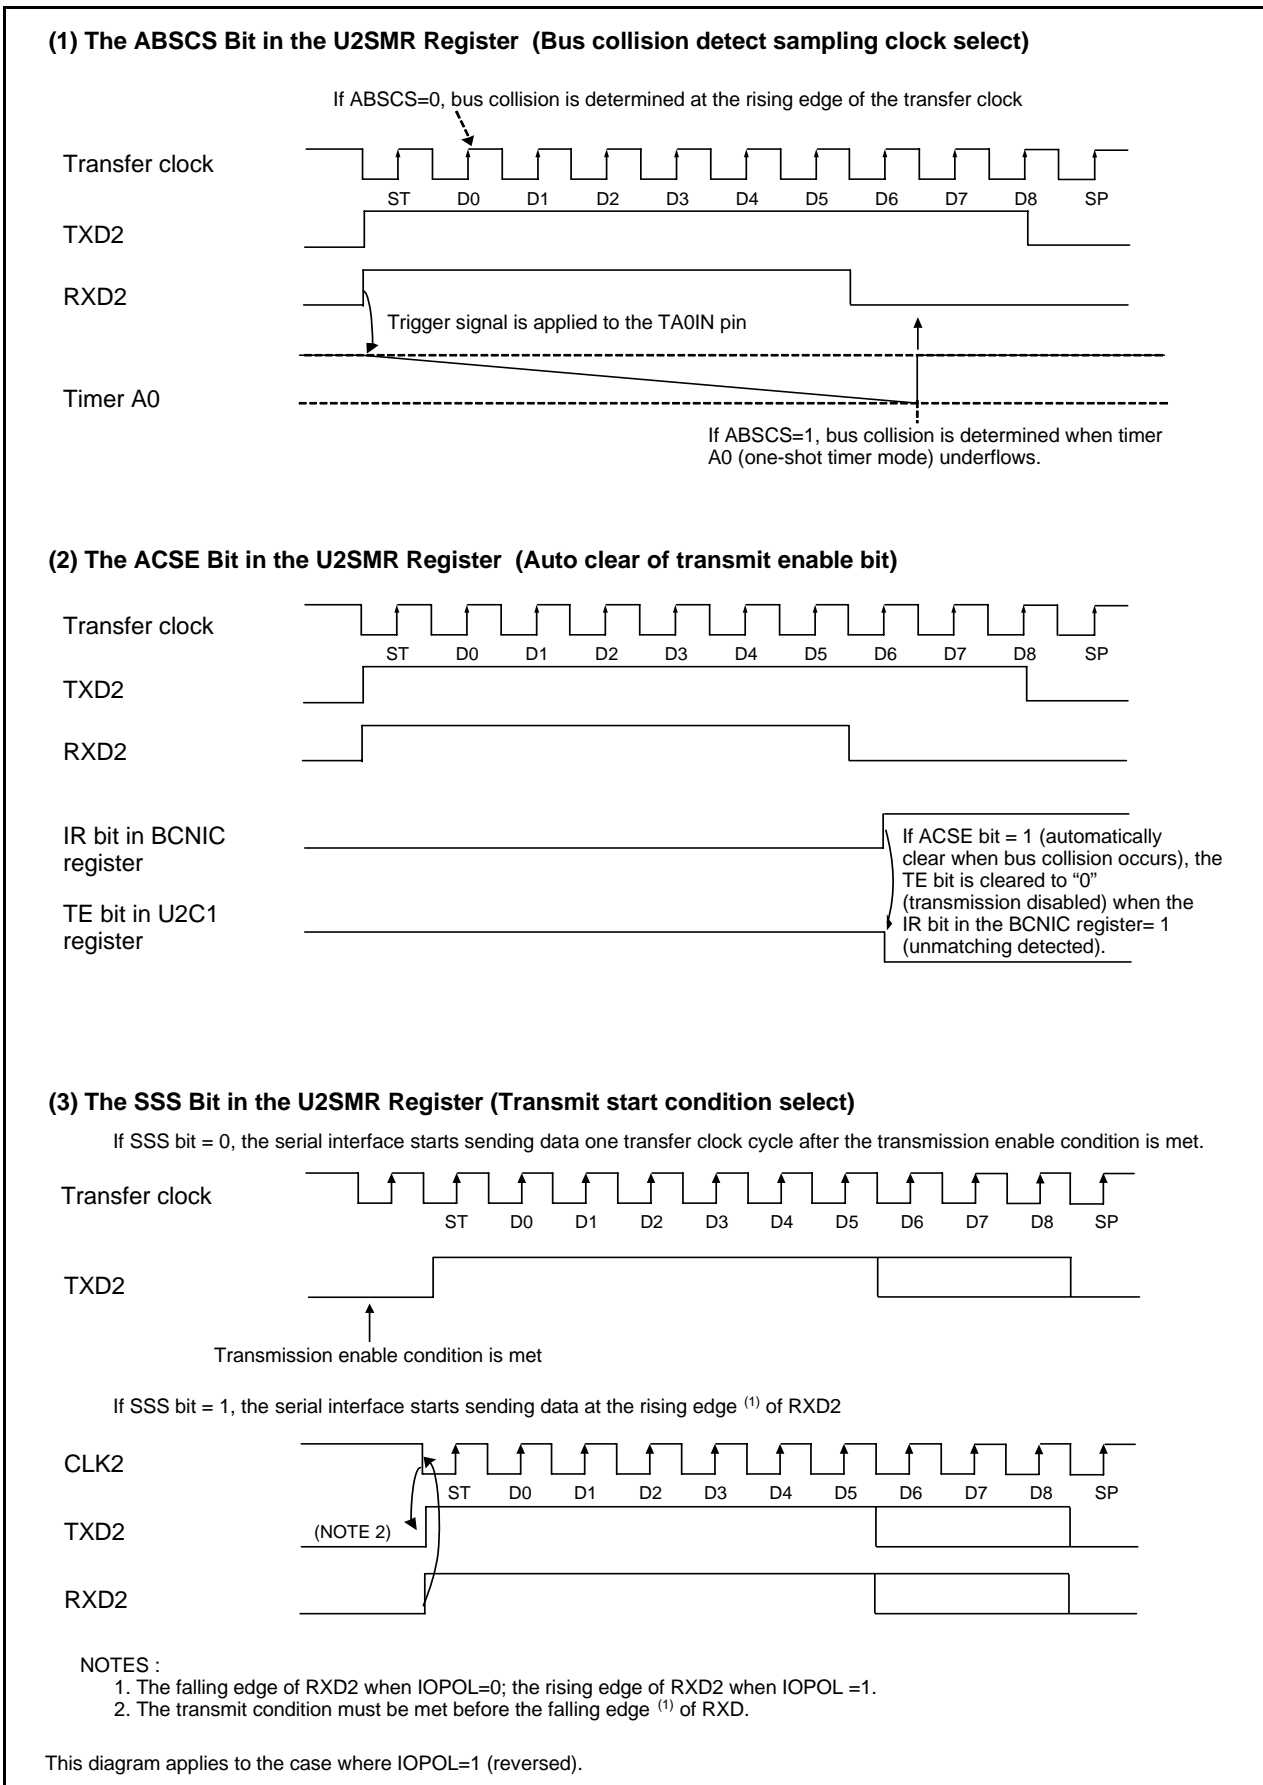 (1) The ABSCS Bit in the U2SMR Register (Bus collision detect sampling clock select)
If ABSCS=0, bus collision is determined at the rising edge of the transfer clock
Transfer clock
ST D0 D1 D2 D3 D4 D5 D6 D7 D8 SP
TXD2
RXD2
Trigger signal is applied to the TA0IN pin
Timer A0
If ABSCS=1, bus collision is determined when timer
A0 (one-shot timer mode) underflows.
(2) The ACSE Bit in the U2SMR Register (Auto clear of transmit enable bit)
Transfer clock
ST D0 D1 D2 D3 D4 D5 D6 D7 D8 SP
TXD2
RXD2
IR bit in BCNIC
register
If ACSE bit = 1 (automatically
clear when bus collision occurs), the
TE bit is cleared to “0”
(transmission disabled) when the
IR bit in the BCNIC register= 1
(unmatching detected).
TE bit in U2C1
register
(3) The SSS Bit in the U2SMR Register (Transmit start condition select)
If SSS bit = 0, the serial interface starts sending data one transfer clock cycle after the transmission enable condition is met.
Transfer clock
ST D0 D1 D2 D3 D4 D5 D6 D7 D8 SP
TXD2
Transmission enable condition is met
If SSS bit = 1, the serial interface starts sending data at the rising edge (1) of RXD2
CLK2
ST D0 D1 D2 D3 D4 D5 D6 D7 D8 SP
TXD2
(NOTE 2)
RXD2
NOTES :
1. The falling edge of RXD2 when IOPOL=0; the rising edge of RXD2 when IOPOL =1.
2. The transmit condition must be met before the falling edge (1) of RXD.
This diagram applies to the case where IOPOL=1 (reversed).